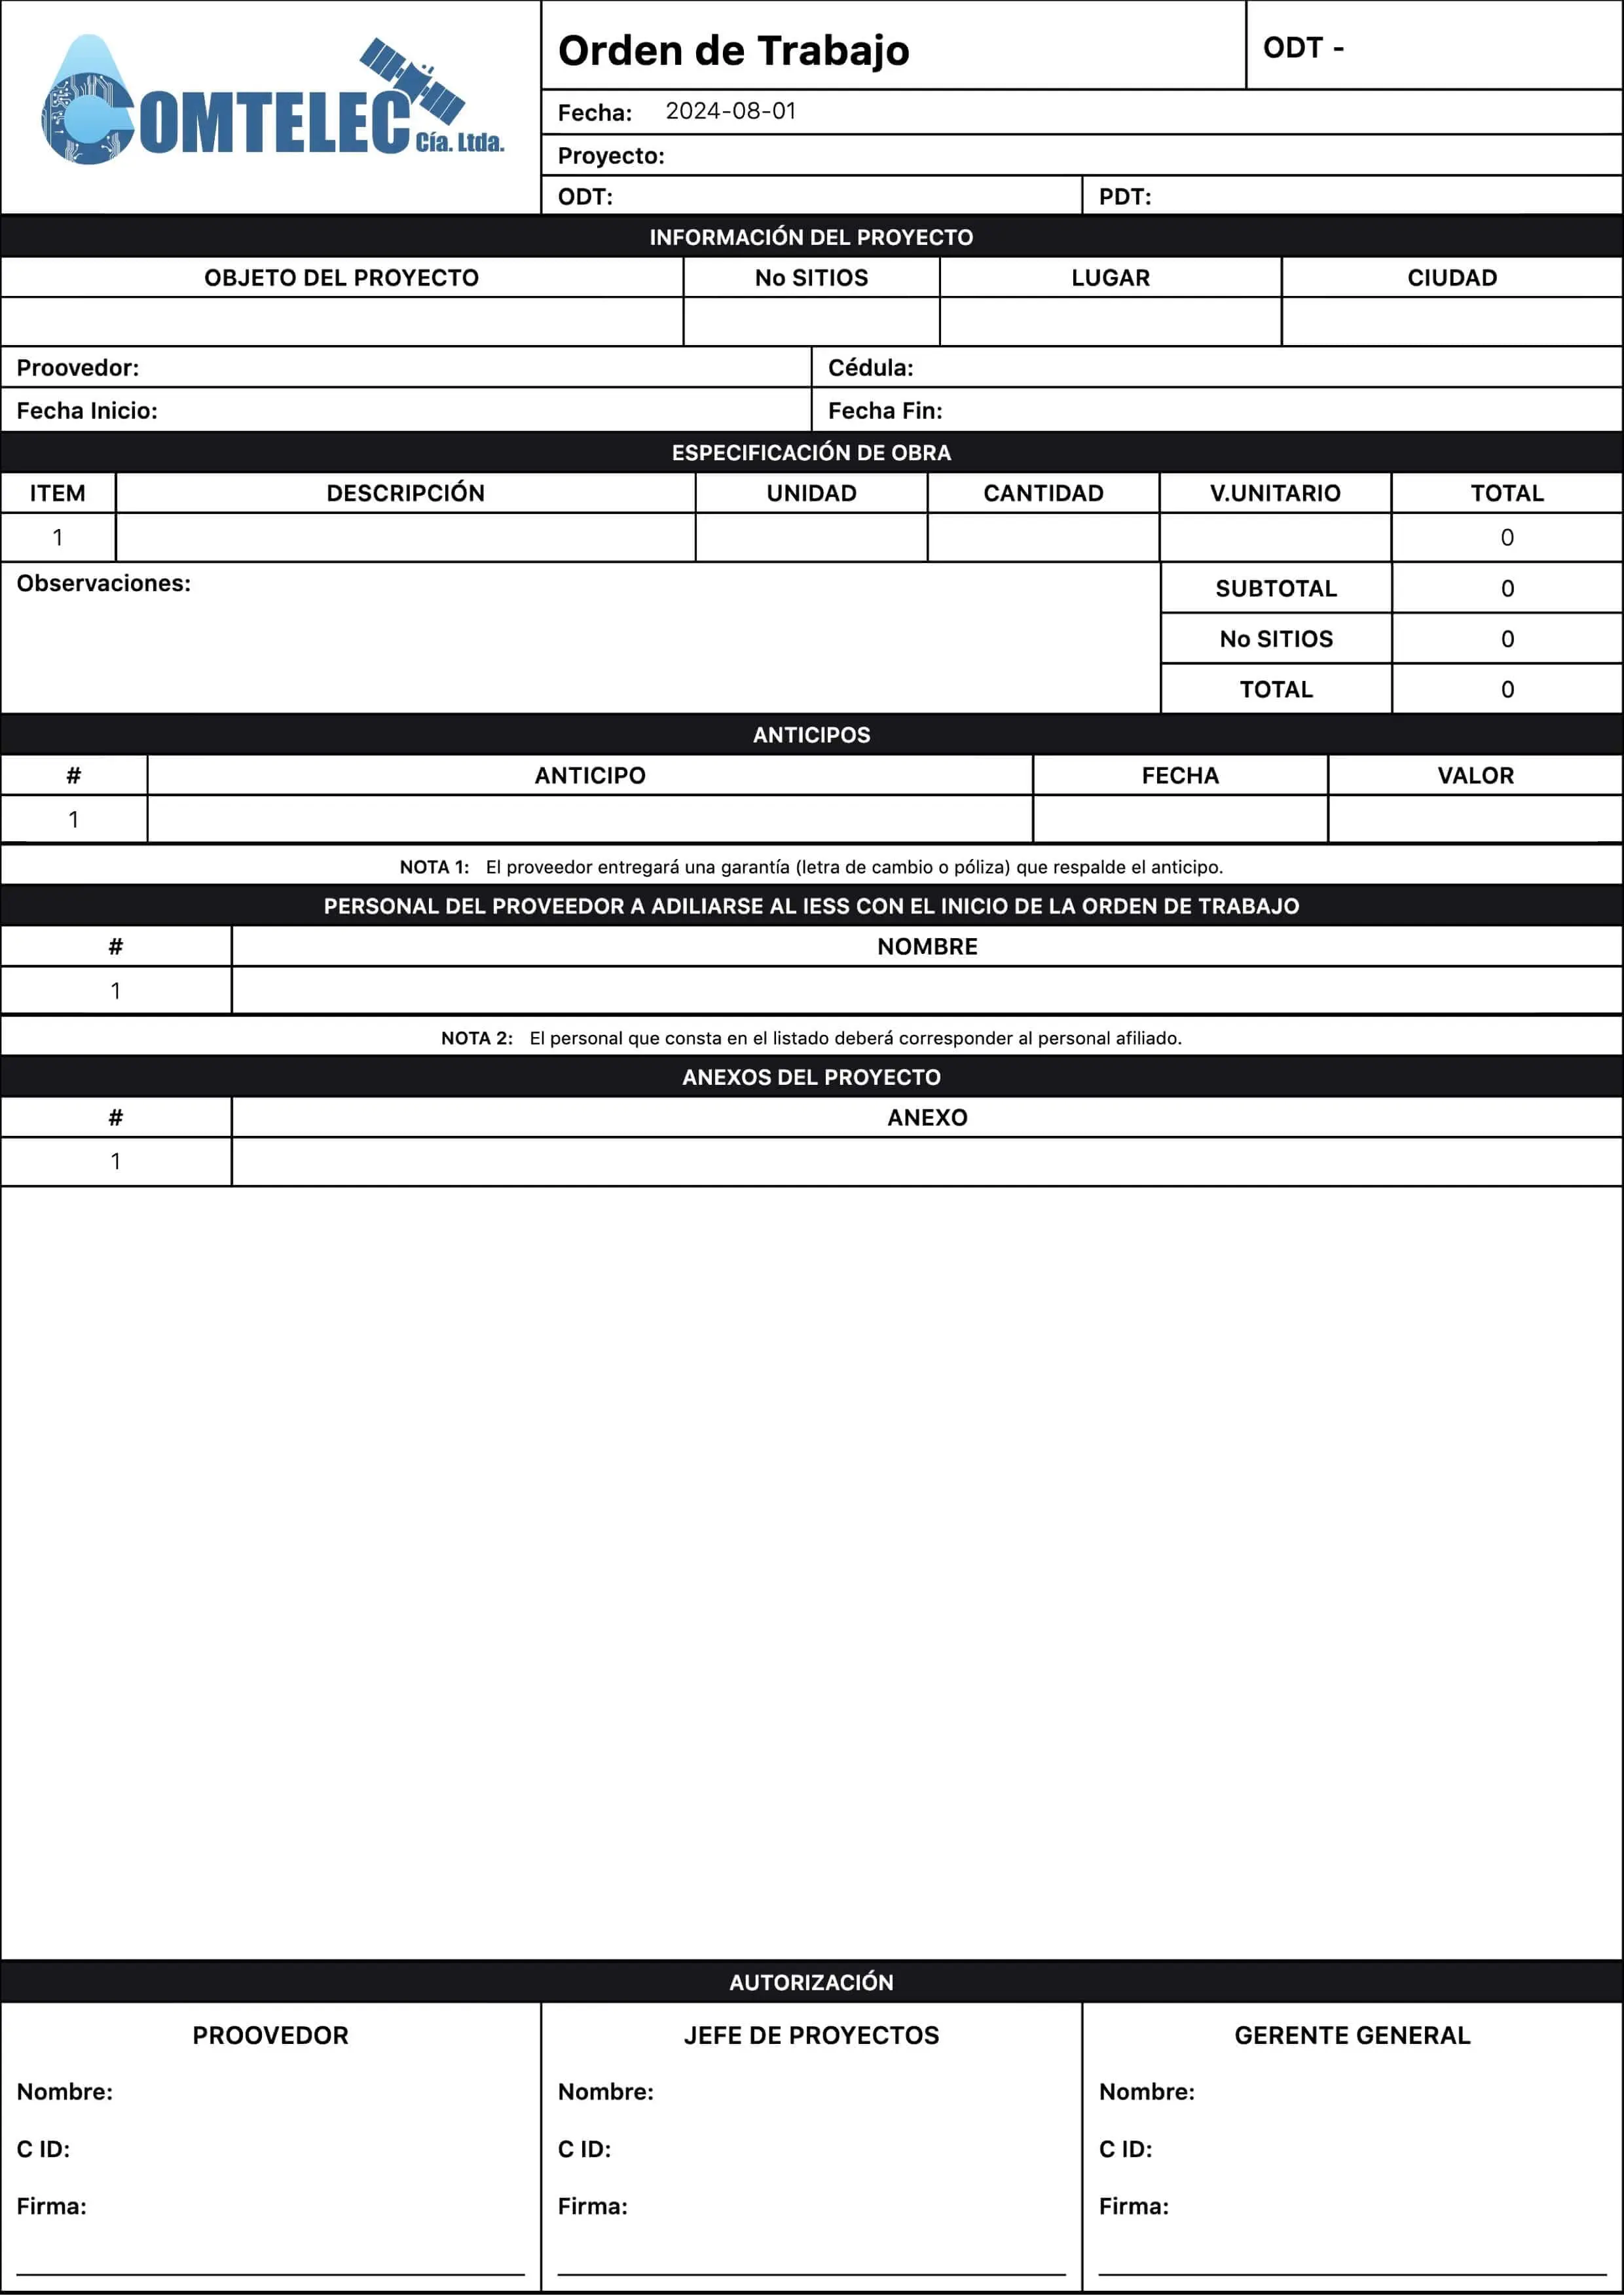 COMTELEC Cía. Ltda.
Orden de Trabajo
ODT -
Fecha: 2024-08-01
Proyecto:
ODT: PDT:
INFORMACIÓN DEL PROYECTO
OBJETO DEL PROYECTO No SITIOS LUGAR CIUDAD
Proovedor: Cédula:
Fecha Inicio: Fecha Fin:
ESPECIFICACIÓN DE OBRA
ITEM DESCRIPCIÓN UNIDAD CANTIDAD V.UNITARIO TOTAL
1 0
Observaciones:
SUBTOTAL 0
No SITIOS 0
TOTAL 0
ANTICIPOS
# ANTICIPO FECHA VALOR
1
NOTA 1: El proveedor entregará una garantía (letra de cambio o póliza) que respalde el anticipo.
PERSONAL DEL PROVEEDOR A ADILIARSE AL IESS CON EL INICIO DE LA ORDEN DE TRABAJO
# NOMBRE
1
NOTA 2: El personal que consta en el listado deberá corresponder al personal afiliado.
ANEXOS DEL PROYECTO
# ANEXO
1
AUTORIZACIÓN
PROOVEDOR JEFE DE PROYECTOS GERENTE GENERAL
Nombre: Nombre: Nombre:
C ID: C ID: C ID:
Firma: Firma: Firma: